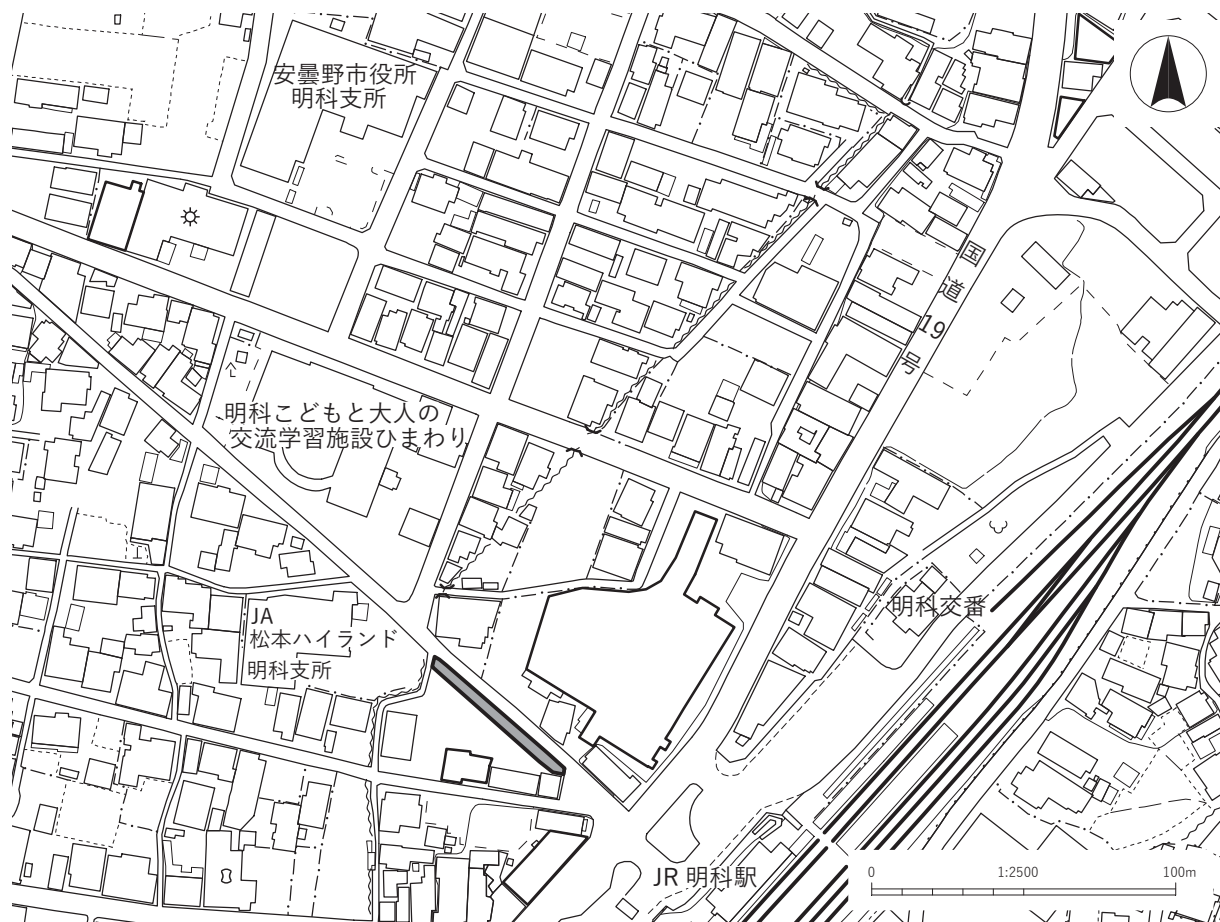 安曇野市役所
明科支所
国道19号
明科こどもと大人の
交流学習施設ひまわり
明科交番
JA
松本ハイランド
明科支所
JR 明科駅
0 1:2500 100m